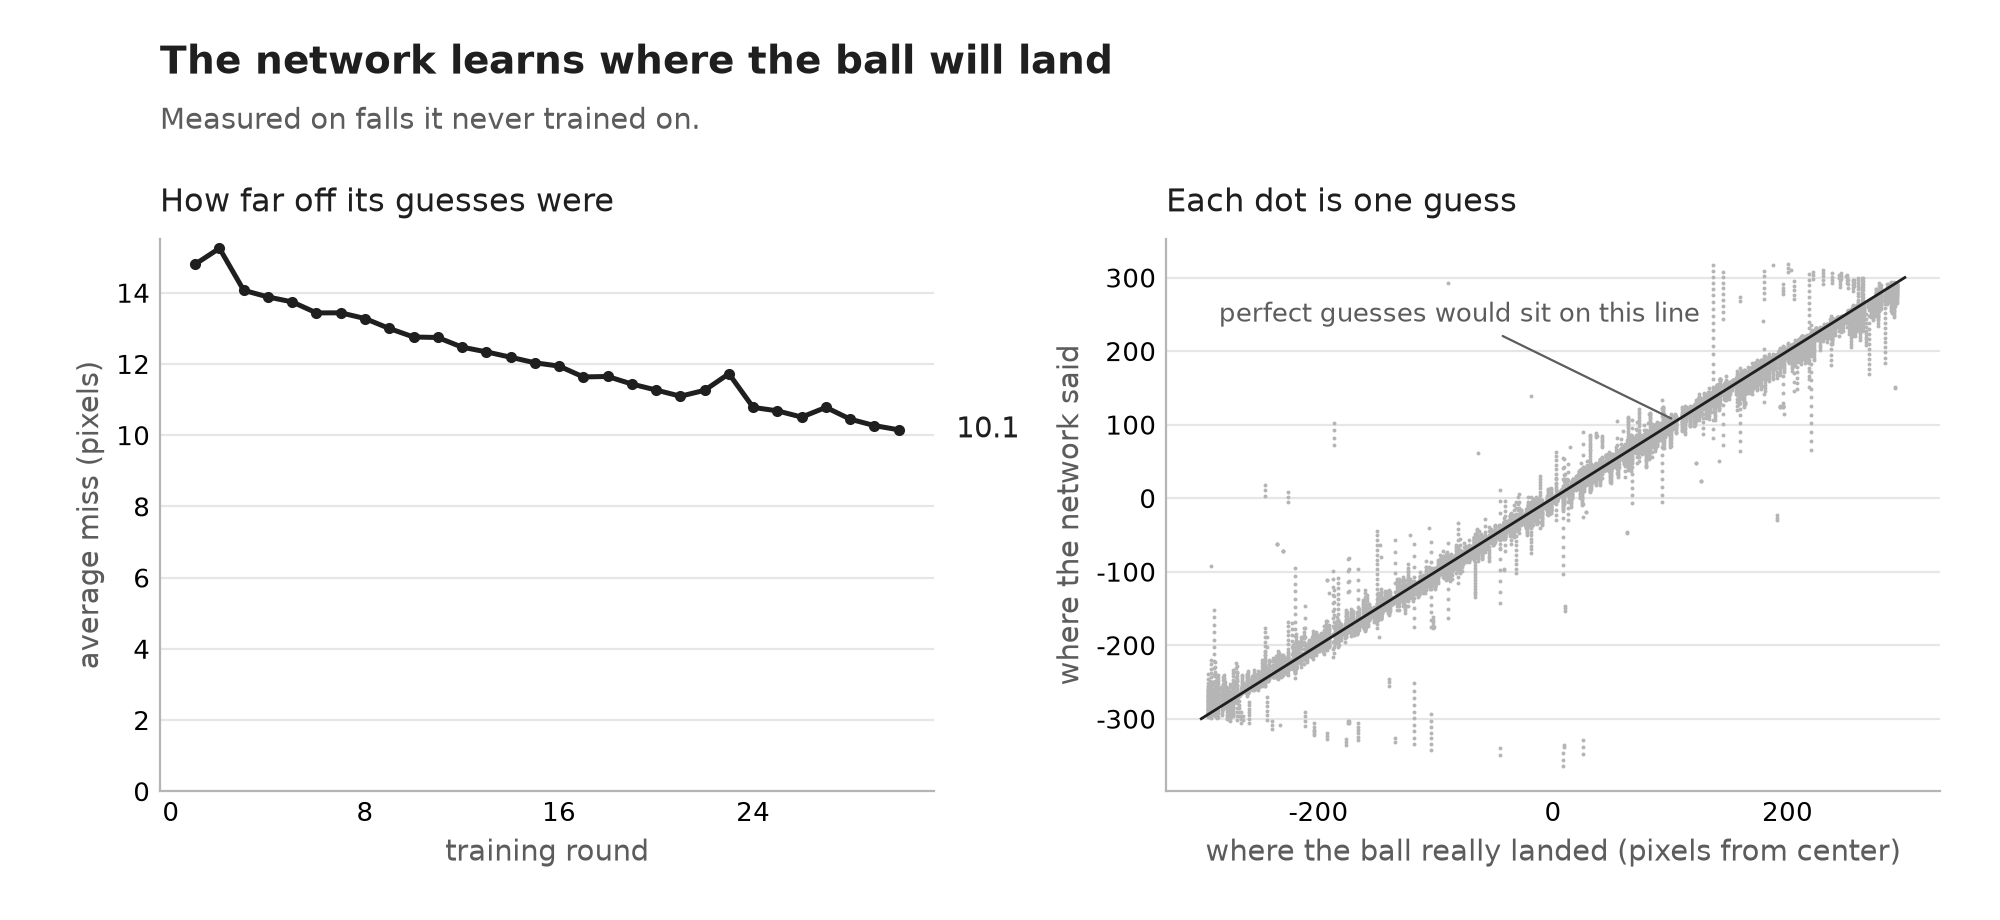 The network learns where the ball will land
Measured on falls it never trained on.
How far off its guesses were
average miss (pixels)
14
12
10
8
6
4
2
0
0
8
16
24
training round
10.1
Each dot is one guess
where the network said
300
200
100
0
-100
-200
-300
perfect guesses would sit on this line
-200
0
200
where the ball really landed (pixels from center)